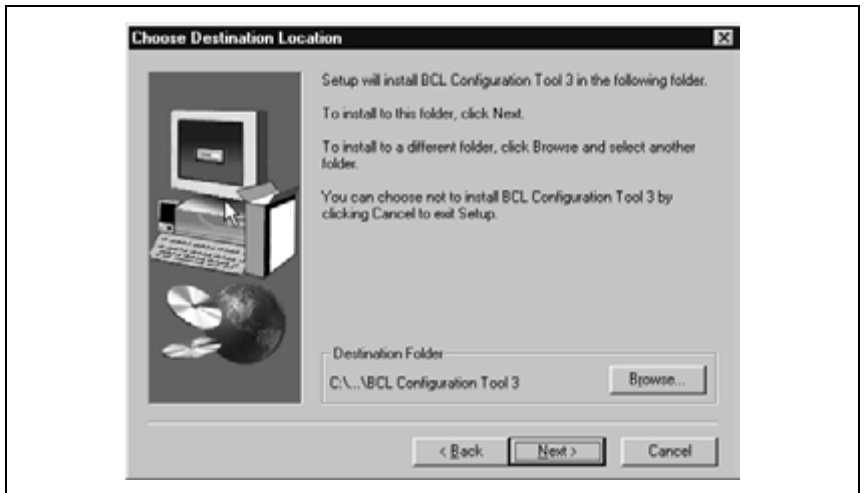 Choose Destination Location
Setup will install BCL Configuration Tool 3 in the following folder.
To install to this folder, click Next.
To install to a different folder, click Browse and select another
folder.
You can choose not to install BCL Configuration Tool 3 by
clicking Cancel to exit Setup.
Destination Folder
C:\...\BCL Configuration Tool 3
Browse...
< Back
Next >
Cancel